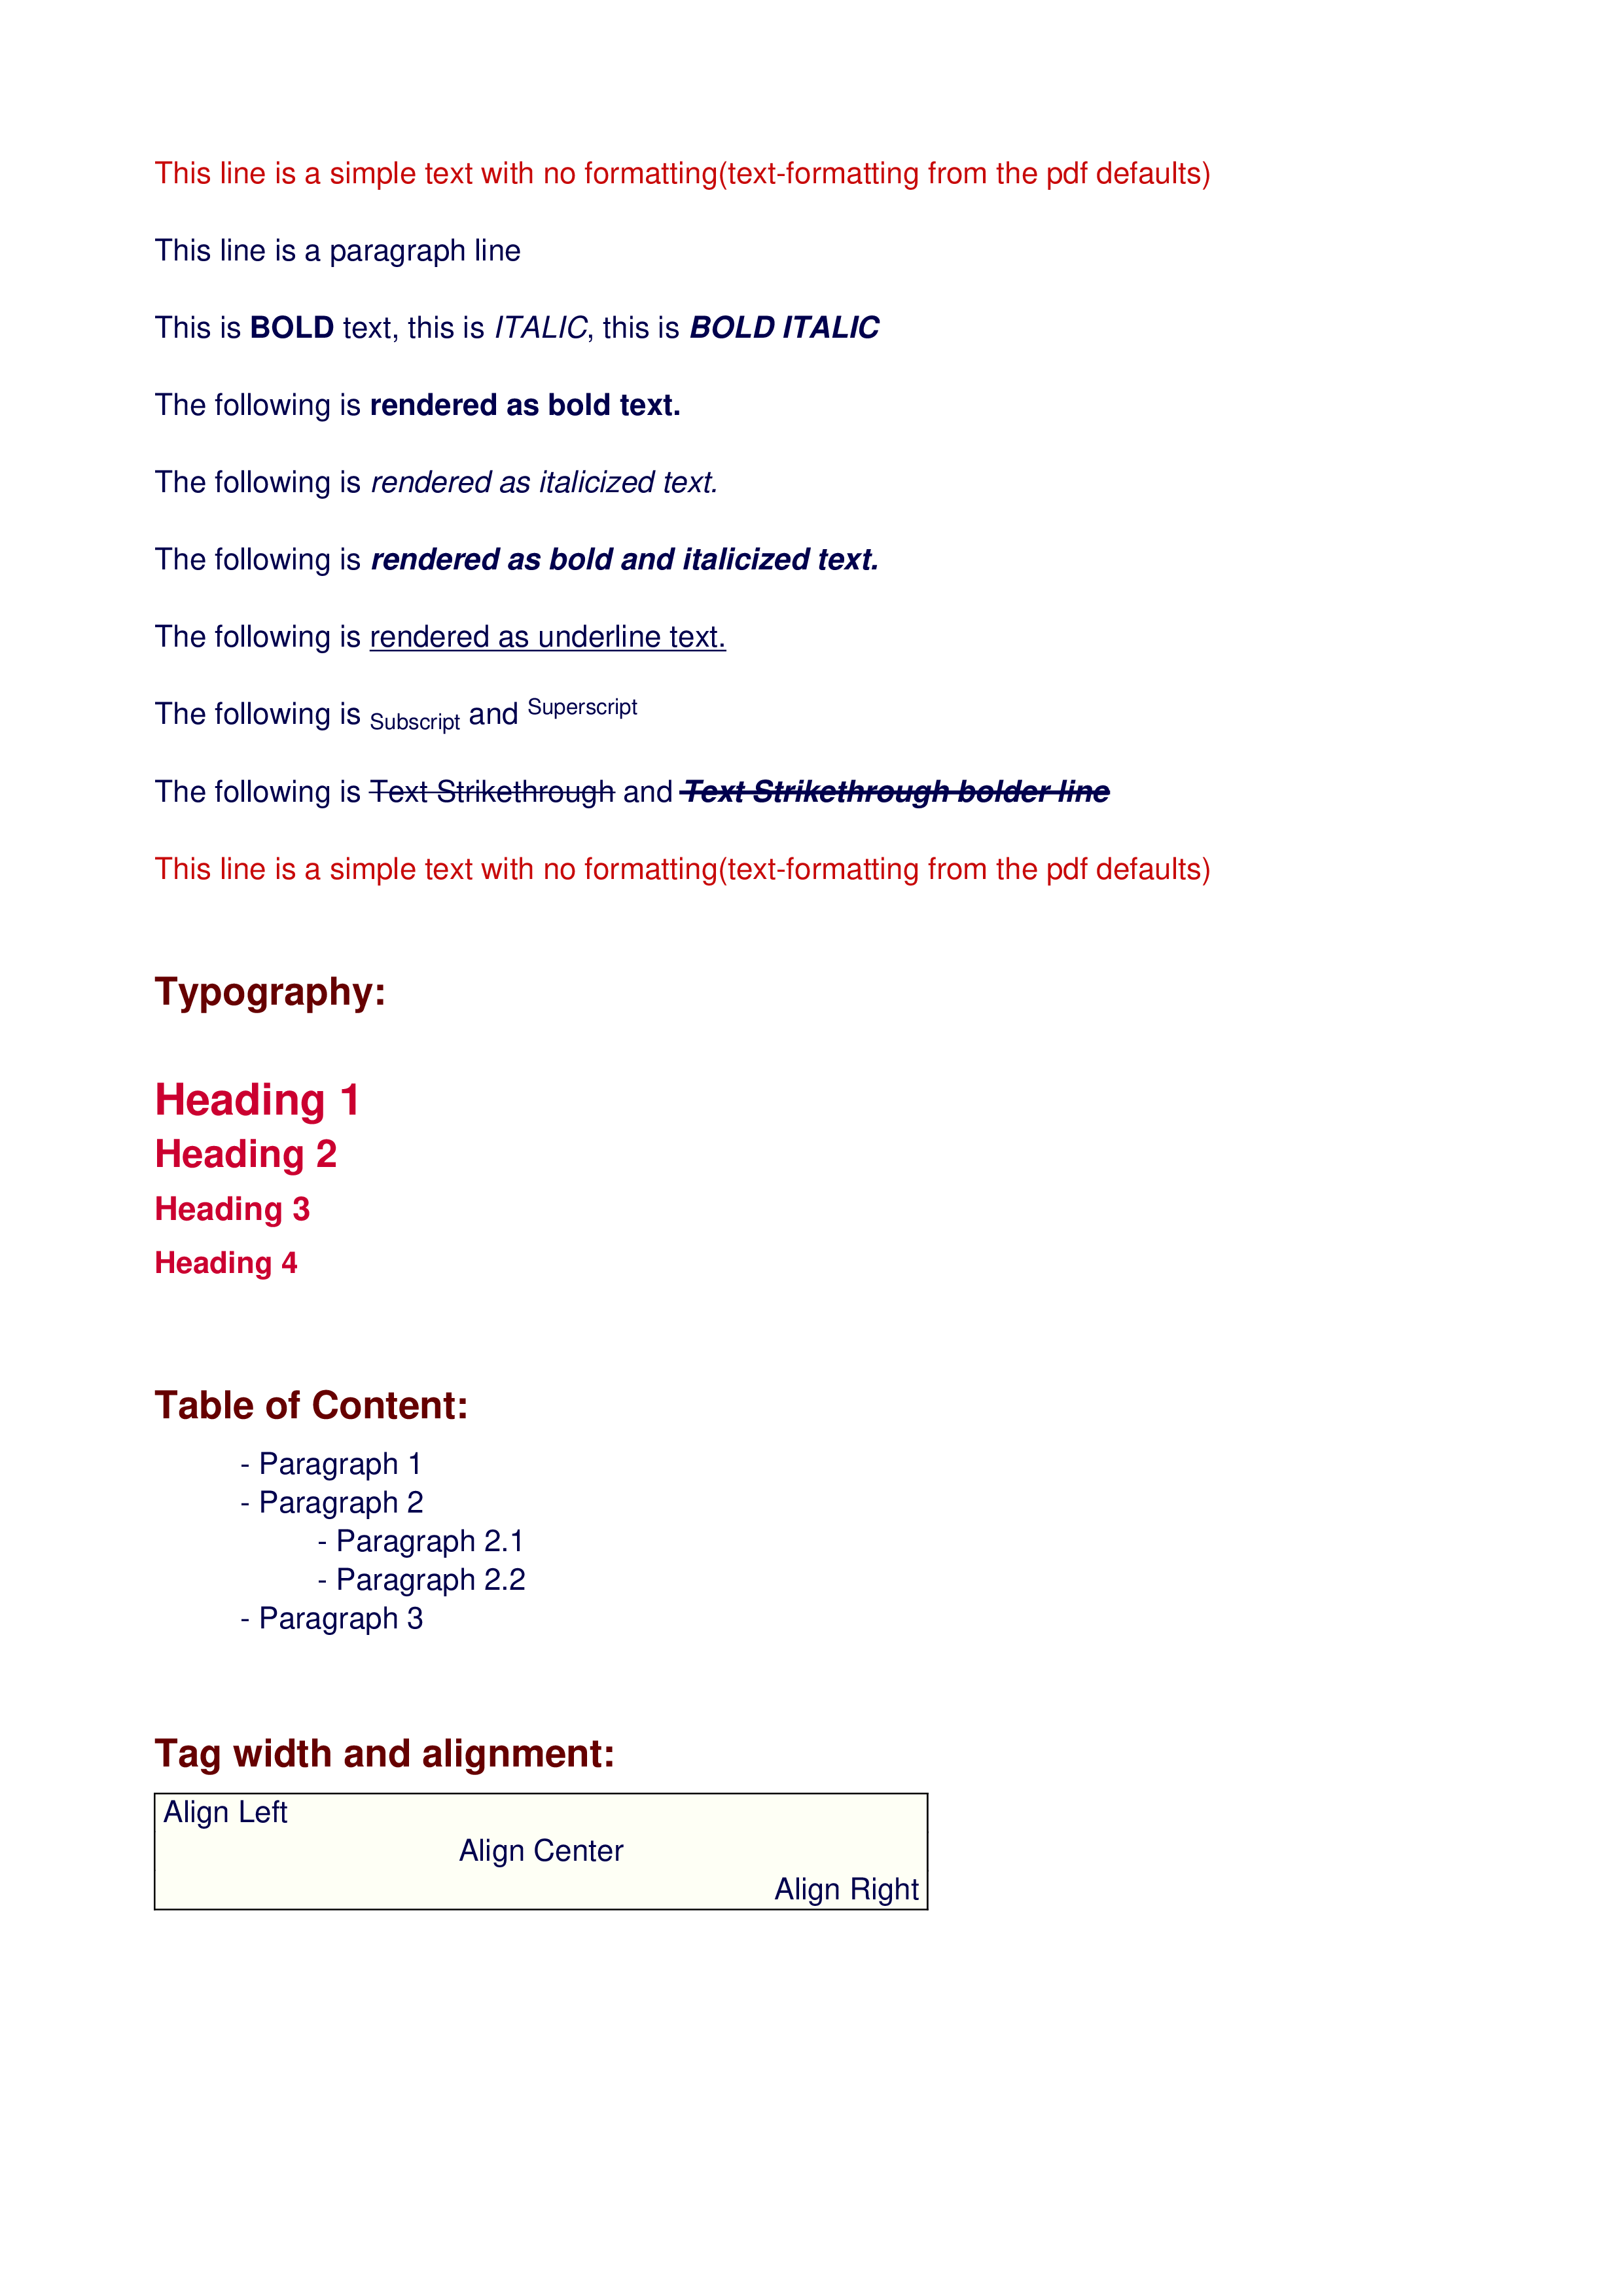 This line is a simple text with no formatting(text-formatting from the pdf defaults)
This line is a paragraph line
This is BOLD text, this is ITALIC, this is BOLD ITALIC
The following is rendered as bold text.
The following is rendered as italicized text.
The following is rendered as bold and italicized text.
The following is rendered as underline text.
The following is Subscript and Superscript
The following is Text Strikethrough and Text Strikethrough bolder line
This line is a simple text with no formatting(text-formatting from the pdf defaults)
Typography:
Heading 1
Heading 2
Heading 3
Heading 4
Table of Content:
- Paragraph 1
- Paragraph 2
- Paragraph 2.1
- Paragraph 2.2
- Paragraph 3
Tag width and alignment:
Align Left
Align Center
Align Right